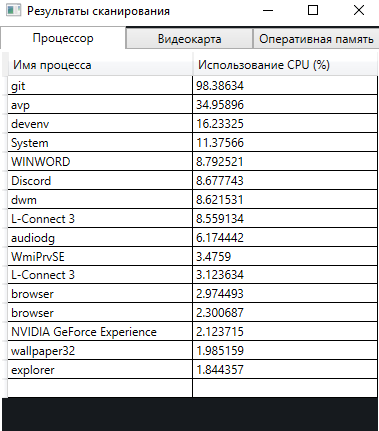 Результаты сканирования
Процессор Видеокарта Оперативная память
Имя процесса Использование CPU (%)
git 98.38634
avp 34.95896
devenv 16.23325
System 11.37566
WINWORD 8.792521
Discord 8.677743
dwm 8.621531
L-Connect 3 8.559134
audiodg 6.174442
WmiPrvSE 3.4759
L-Connect 3 3.123634
browser 2.974493
browser 2.300687
NVIDIA GeForce Experience 2.123715
wallpaper32 1.985159
explorer 1.844357